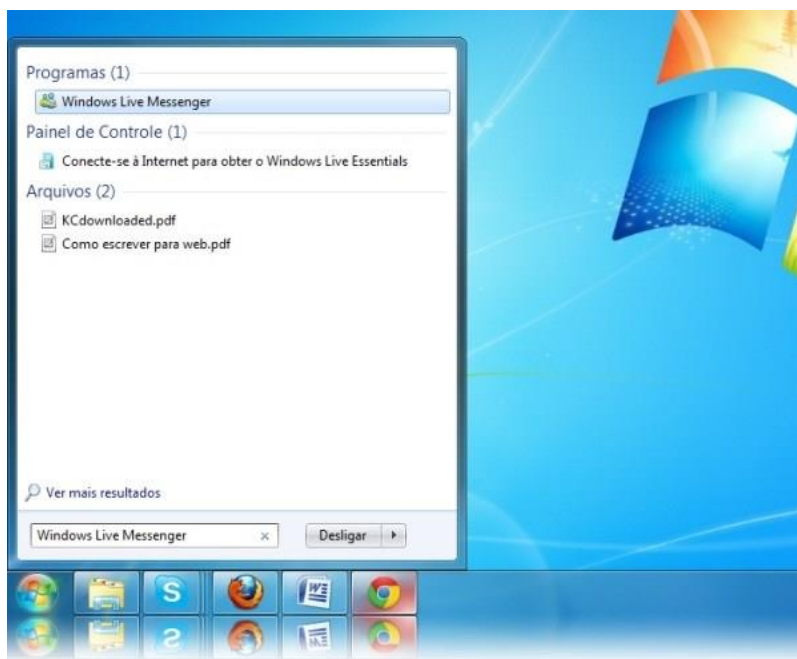 Programas (1)
Windows Live Messenger
Painel de Controle (1)
Conecte-se à Internet para obter o Windows Live Essentials
Arquivos (2)
KCdownloaded.pdf
Como escrever para web.pdf
Ver mais resultados
Windows Live Messenger × Desligar